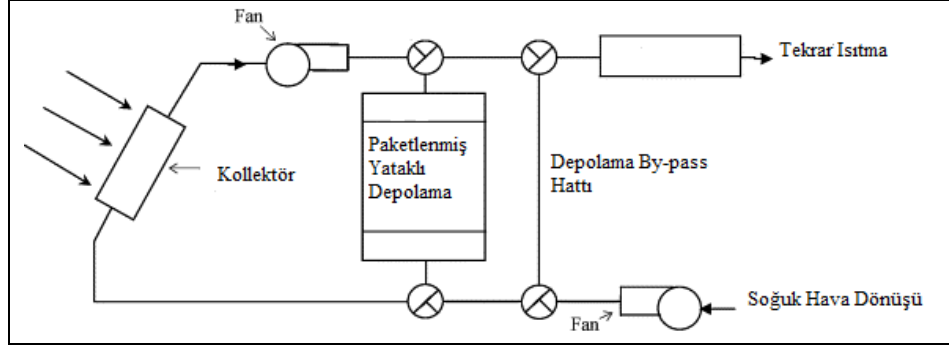 Fan
Tekrar Isıtma
Paketlenmiş
Yataklı
Depolama
Depolama By-pass
Hattı
Kollektör
Soğuk Hava Dönüşü
Fan